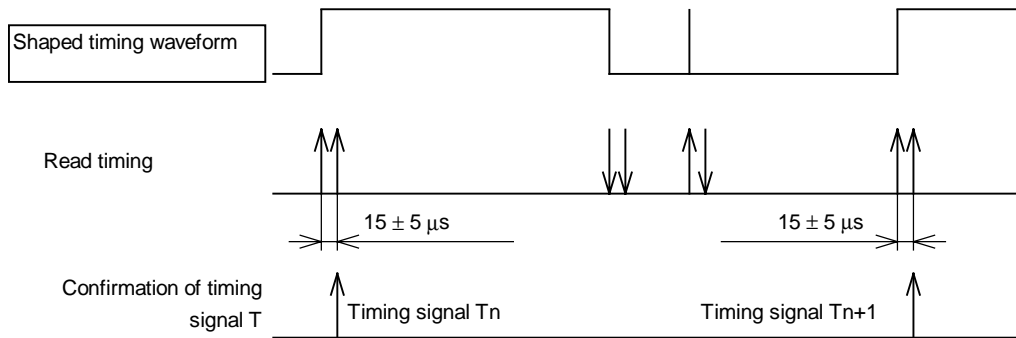 Shaped timing waveform
Read timing
15 ± 5 μs
15 ± 5 μs
Confirmation of timing
signal T
Timing signal Tn
Timing signal Tn+1